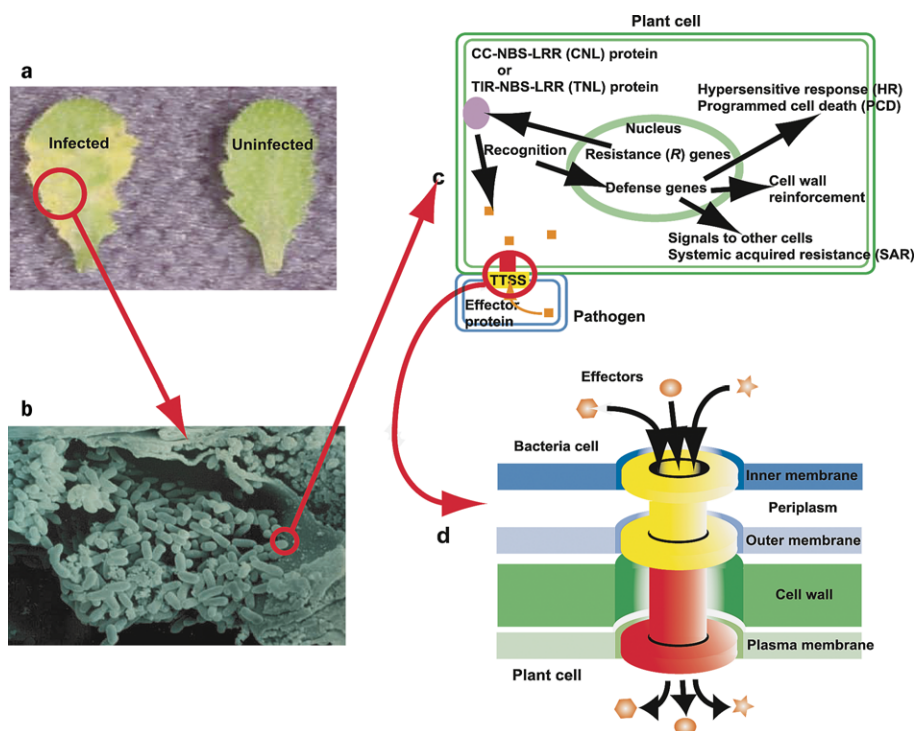 a
Infected
Uninfected
b
c
Plant cell
CC-NBS-LRR (CNL) protein
or
TIR-NBS-LRR (TNL) protein
Hypersensitive response (HR)
Programmed cell death (PCD)
Nucleus
Recognition
Resistance (R) genes
Defense genes
Cell wall
reinforcement
Signals to other cells
Systemic acquired resistance (SAR)
TTSS
Effector
protein
Pathogen
d
Effectors
Bacteria cell
Inner membrane
Periplasm
Outer membrane
Cell wall
Plasma membrane
Plant cell